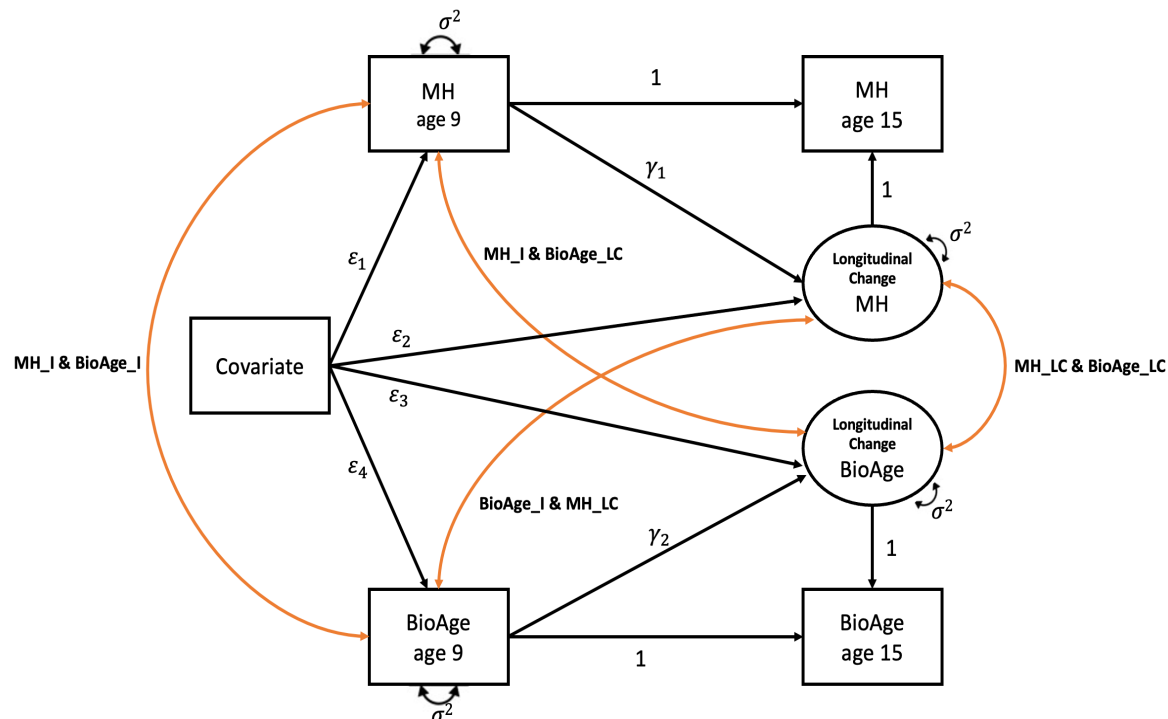 σ²
MH
age 9
1
MH
age 15
γ₁
1
ε₁
MH_I & BioAge_LC
Longitudinal
Change
MH
σ²
Covariate
ε₂
MH_I & BioAge_I
MH_LC & BioAge_LC
ε₃
Longitudinal
Change
BioAge
ε₄
BioAge_I & MH_LC
σ²
γ₂
1
BioAge
age 9
1
BioAge
age 15
σ²